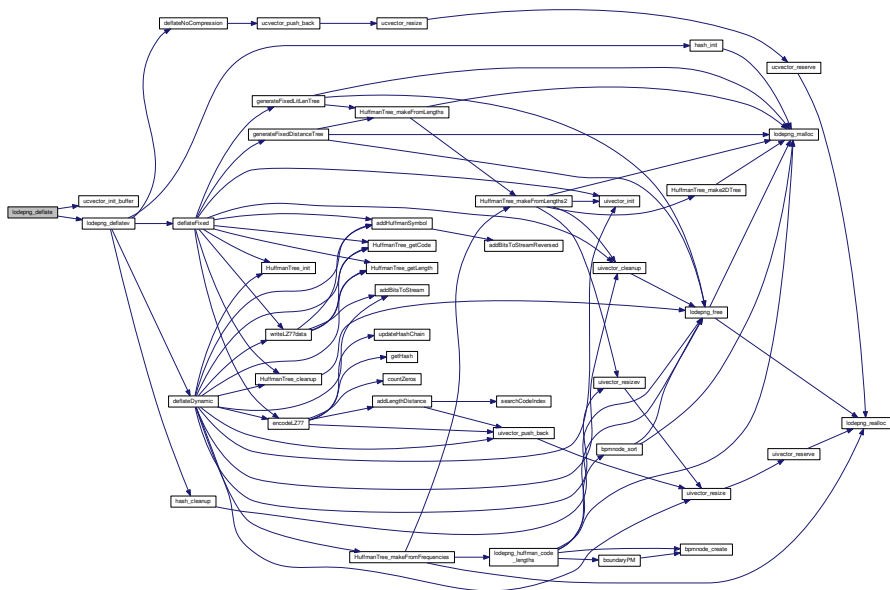 lodepng_deflate
ucvector_init_buffer
lodepng_deflatev
deflateNoCompression
ucvector_push_back
ucvector_resize
ucvector_reserve
hash_init
generateFixedLitLenTree
HuffmanTree_makeFromLengths
generateFixedDistanceTree
lodepng_malloc
HuffmanTree_makeFromLengths2
HuffmanTree_make2DTree
uivector_init
deflateFixed
addHuffmanSymbol
HuffmanTree_getCode
addBitsToStreamReversed
HuffmanTree_init
HuffmanTree_getLength
uivector_cleanup
addBitsToStream
lodepng_free
writeLZ77data
updateHashChain
getHash
HuffmanTree_cleanup
countZeros
uivector_resizev
deflateDynamic
addLengthDistance
searchCodeIndex
encodeLZ77
uivector_push_back
lodepng_realloc
bpmnode_sort
uivector_reserve
hash_cleanup
uivector_resize
HuffmanTree_makeFromFrequencies
lodepng_huffman_code
_lengths
bpmnode_create
boundaryPM